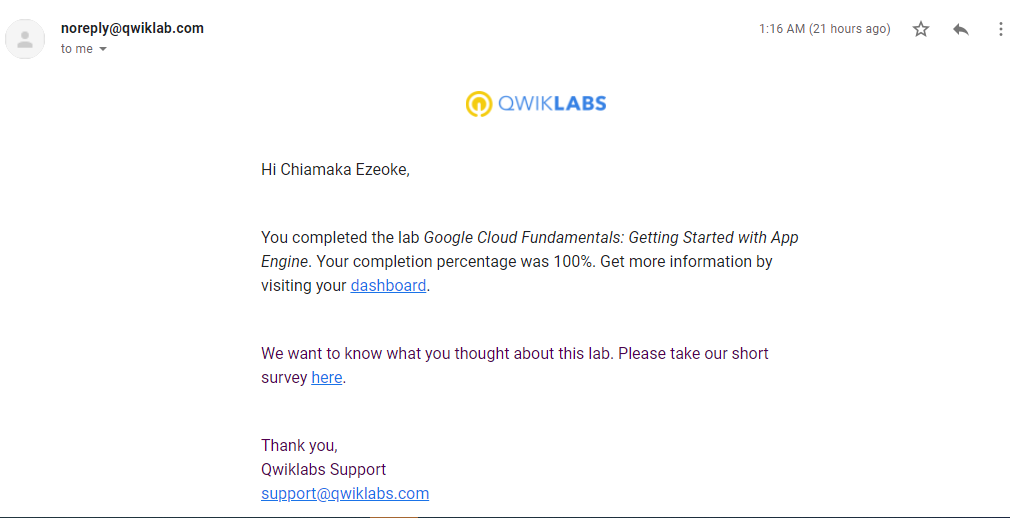 noreply@qwiklab.com
1:16 AM (21 hours ago)
to me
QWIKLABS
Hi Chiamaka Ezeoke,
You completed the lab Google Cloud Fundamentals: Getting Started with App
Engine. Your completion percentage was 100%. Get more information by
visiting your dashboard.
We want to know what you thought about this lab. Please take our short
survey here.
Thank you,
Qwiklabs Support
support@qwiklabs.com